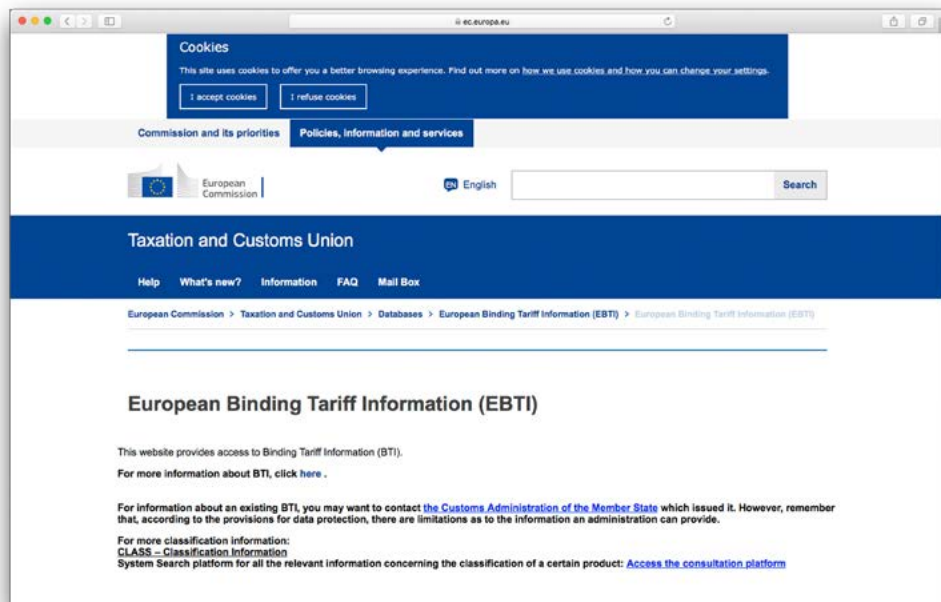 ec.europa.eu
Cookies
This site uses cookies to offer you a better browsing experience. Find out more on how we use cookies and how you can change your settings.
I accept cookies I refuse cookies
Commission and its priorities Policies, information and services
European
Commission
EN English Search
Taxation and Customs Union
Help What's new? Information FAQ Mail Box
European Commission > Taxation and Customs Union > Databases > European Binding Tariff Information (EBTI) > European Binding Tariff Information (EBTI)
European Binding Tariff Information (EBTI)
This website provides access to Binding Tariff Information (BTI).
For more information about BTI, click here .
For information about an existing BTI, you may want to contact the Customs Administration of the Member State which issued it. However, remember
that, according to the provisions for data protection, there are limitations as to the information an administration can provide.
For more classification information:
CLASS – Classification Information
System Search platform for all the relevant information concerning the classification of a certain product: Access the consultation platform